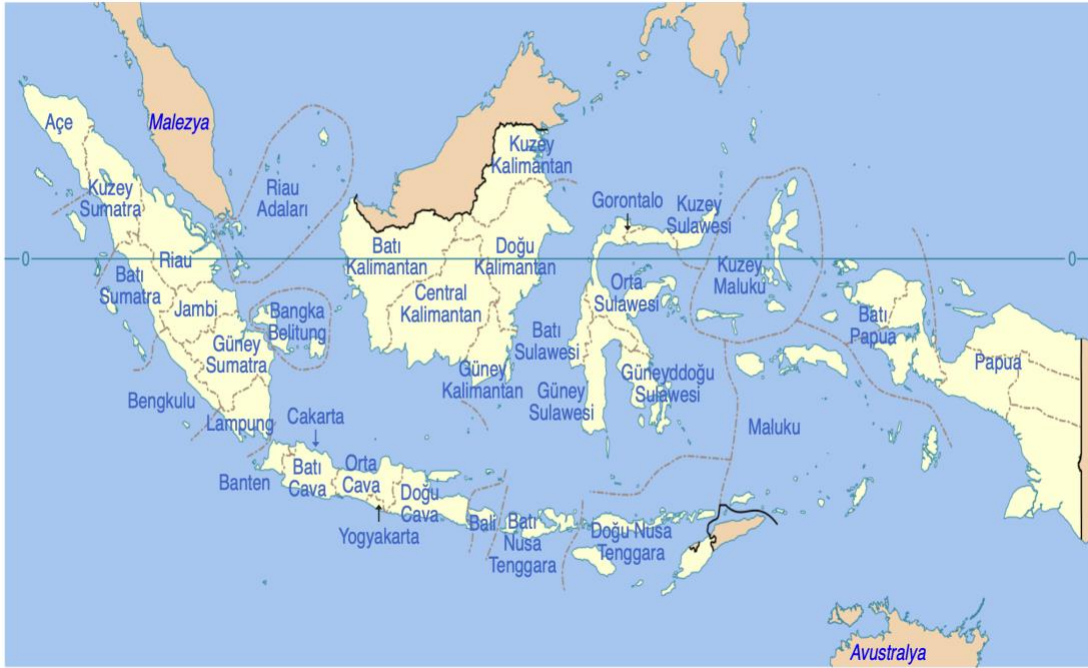 Açe
Malezya
Kuzey
Sumatra
Riau
Adaları
Kuzey
Kalimantan
Gorontalo
Kuzey
Sulawesi
0
Batı
Sumatra
Riau
Batı
Kalimantan
Doğu
Kalimantan
Kuzey
Maluku
0
Jambi
Bangka
Belitung
Central
Kalimantan
Orta
Sulawesi
Batı
Papua
Güney
Sumatra
Batı
Sulawesi
Papua
Güney
Kalimantan
Güney
Sulawesi
Güneyddoğu
Sulawesi
Bengkulu
Lampung
Cakarta
Maluku
Banten
Batı
Cava
Orta
Cava
Doğu
Cava
Yogyakarta
Bali
Batı
Nusa
Tenggara
Doğu Nusa
Tenggara
Avustralya